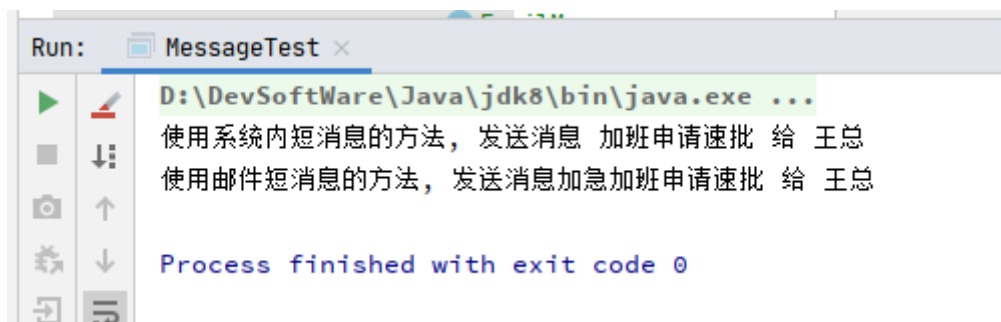 Run: MessageTest ×
D:\DevSoftWare\Java\jdk8\bin\java.exe ...
使用系统内短消息的方法, 发送消息 加班申请速批 给 王总
使用邮件短消息的方法, 发送消息加急加班申请速批 给 王总
Process finished with exit code 0